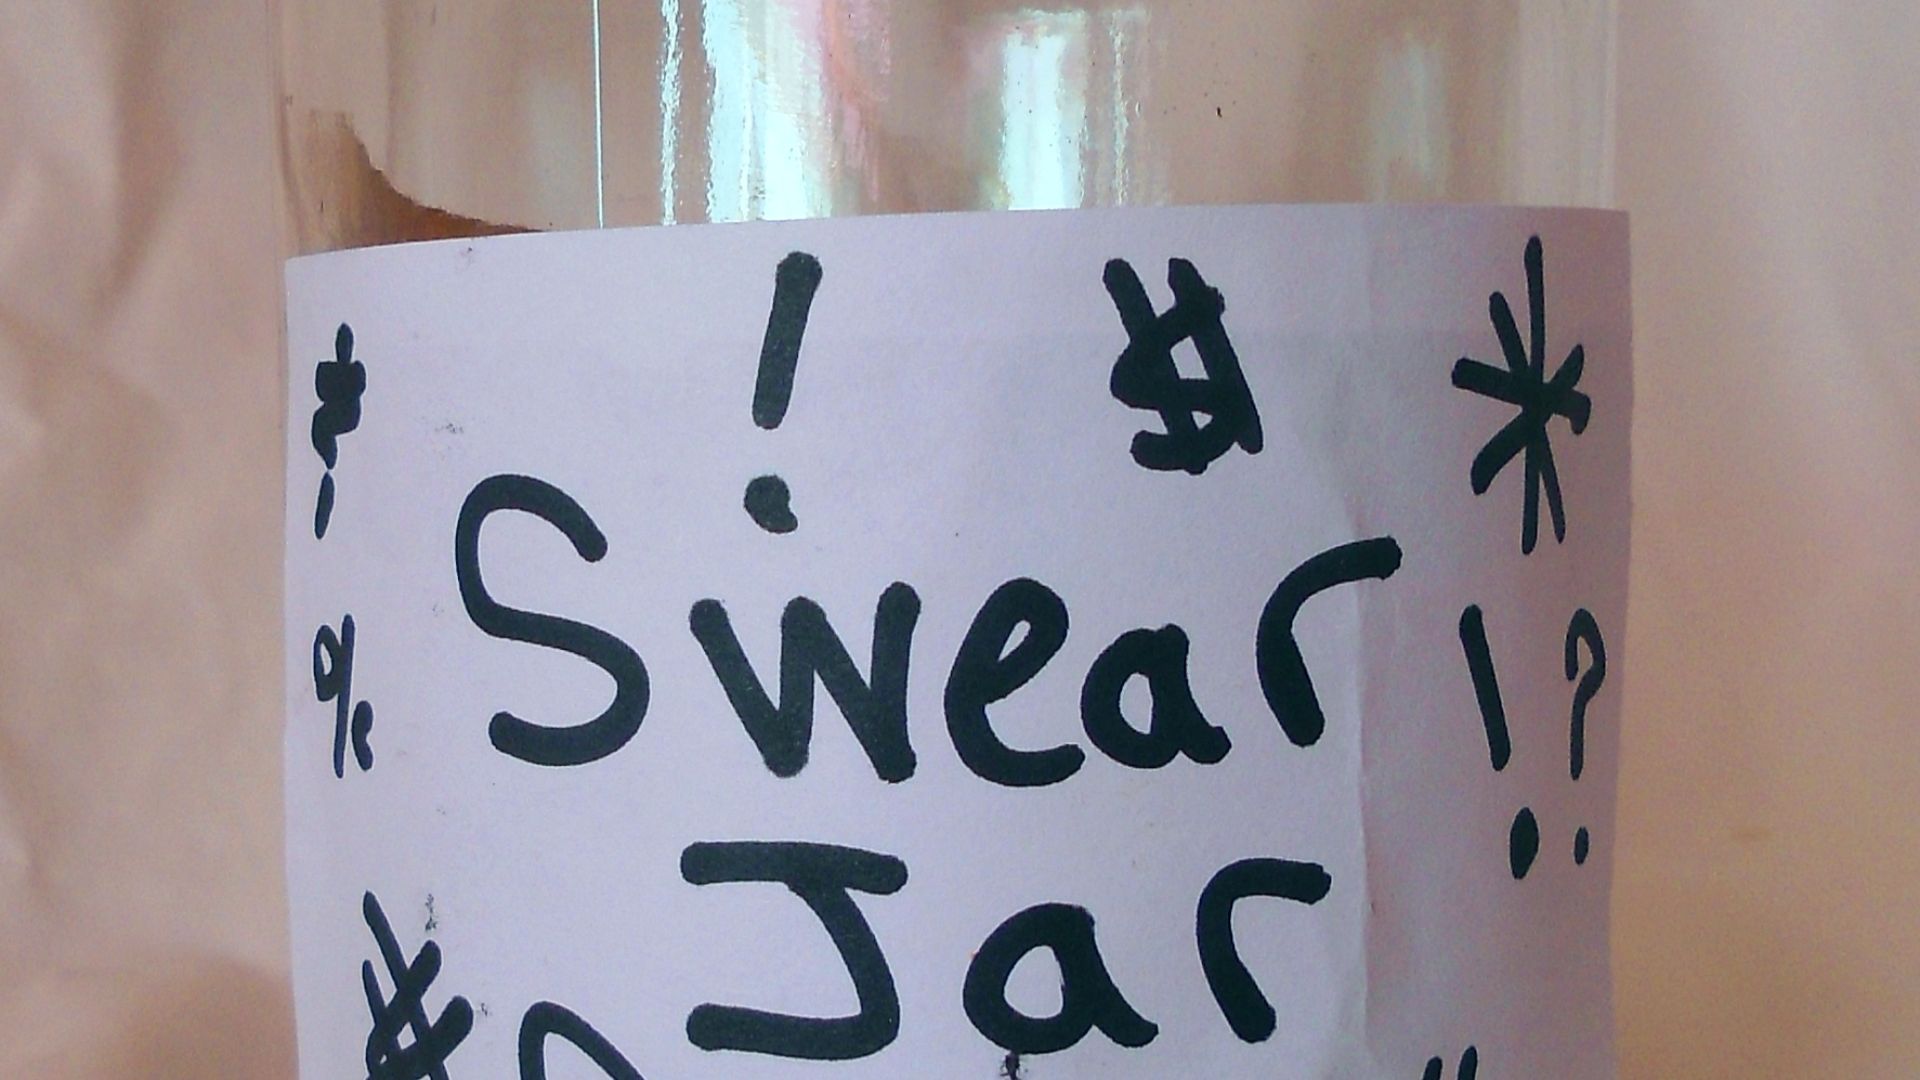 ! $ *
Swear
% ! ?
Jar
#
"